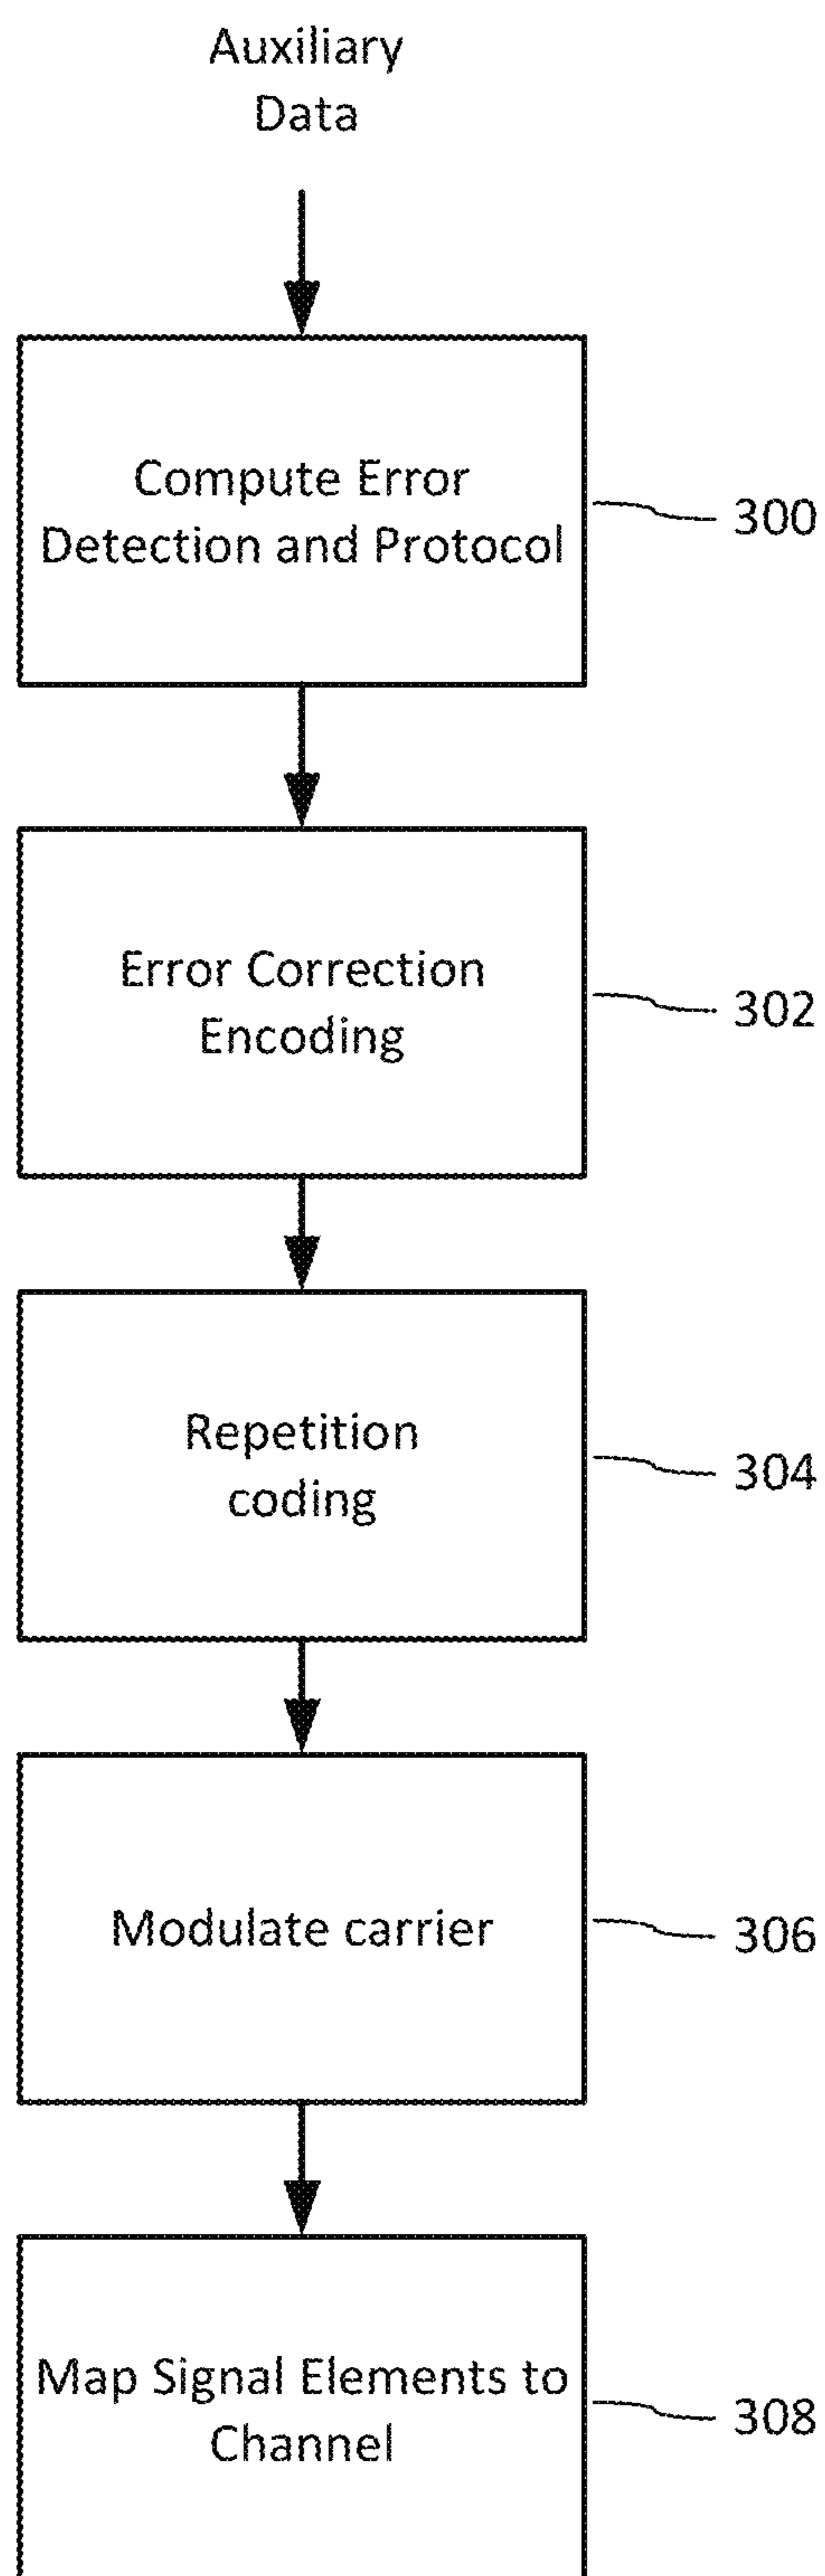 Auxiliary
Data
Compute Error
Detection and Protocol
300
Error Correction
Encoding
302
Repetition
coding
304
Modulate carrier
306
Map Signal Elements to
Channel
308